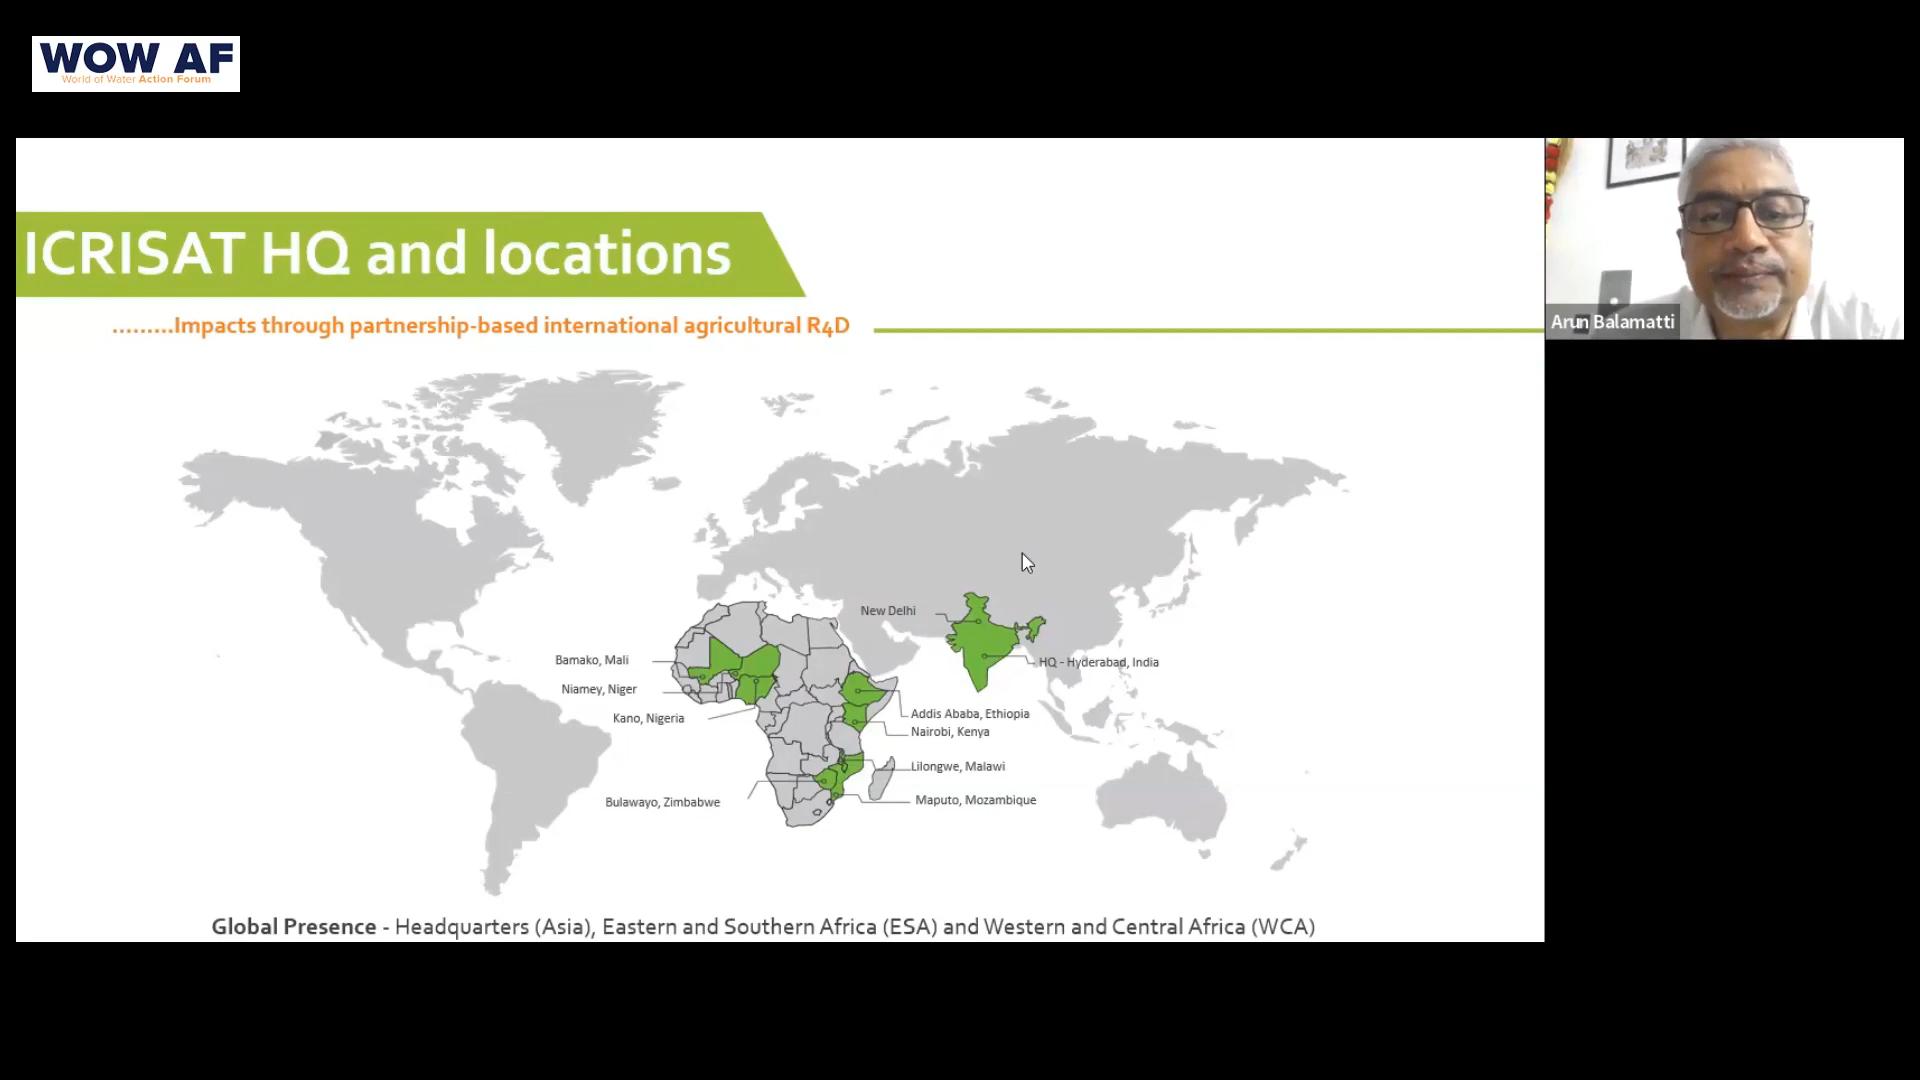 WOW AF
World of Water Action Forum
ICRISAT HQ and locations
.........Impacts through partnership-based international agricultural R4D
Arun Balamatti
New Delhi
HQ - Hyderabad, India
Bamako, Mali
Niamey, Niger
Kano, Nigeria
Addis Ababa, Ethiopia
Nairobi, Kenya
Lilongwe, Malawi
Bulawayo, Zimbabwe
Maputo, Mozambique
Global Presence - Headquarters (Asia), Eastern and Southern Africa (ESA) and Western and Central Africa (WCA)